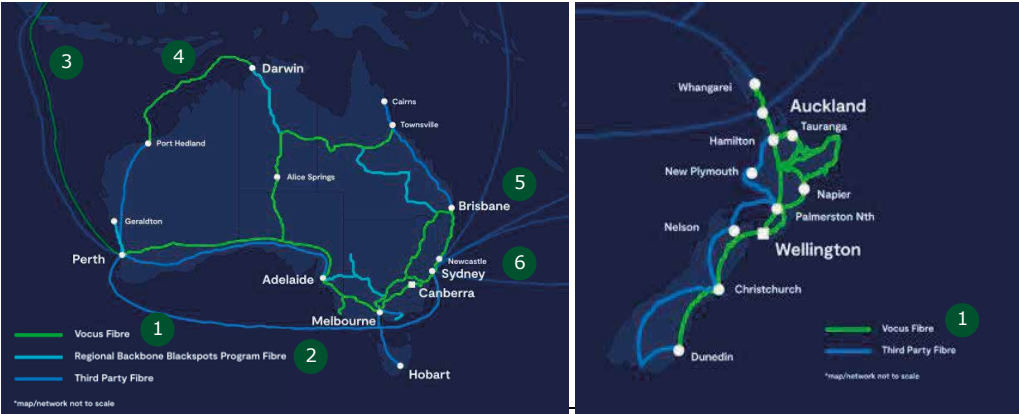 3
4
Darwin
Cairns
Townsville
Port Hedland
Alice Springs
5
Brisbane
Geraldton
Perth
Newcastle
Sydney
6
Adelaide
Canberra
Melbourne
Hobart
Vocus Fibre
1
Regional Backbone Blackspots Program Fibre
2
Third Party Fibre
*map/network not to scale
Whangarei
Auckland
Tauranga
Hamilton
New Plymouth
Napier
Palmerston Nth
Nelson
Wellington
Christchurch
Dunedin
Vocus Fibre
1
Third Party Fibre
*map/network not to scale